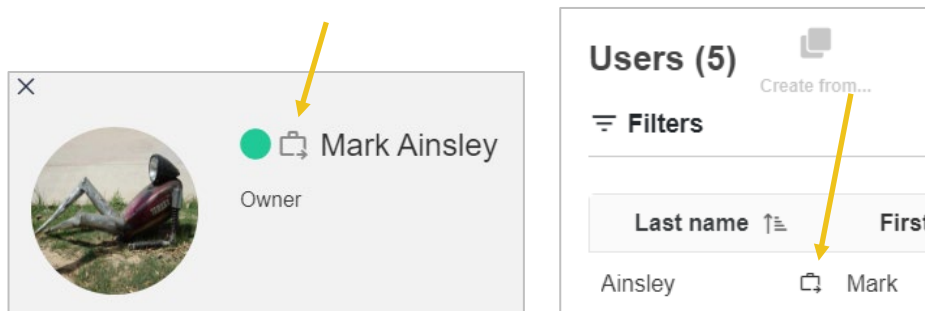 Mark Ainsley
Owner
Users (5)
Create from...
Filters
Last name
First
Ainsley
Mark